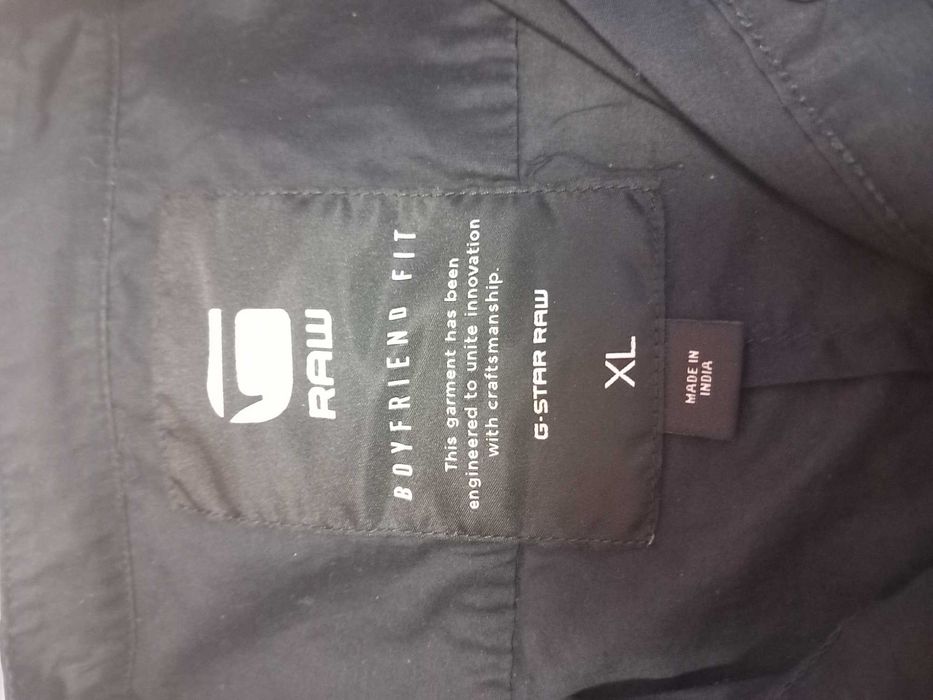 RAW
BOYFRIEND FIT
This garment has been
engineered to unite innovation
with craftsmanship.
G-STAR RAW
XL
MADE IN
INDIA